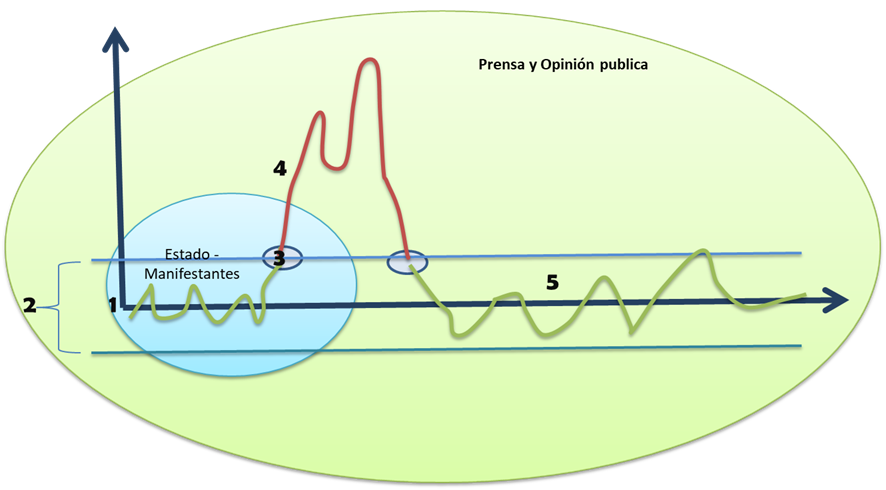 Prensa y Opinión publica
4
Estado -
Manifestantes
3
5
2
1